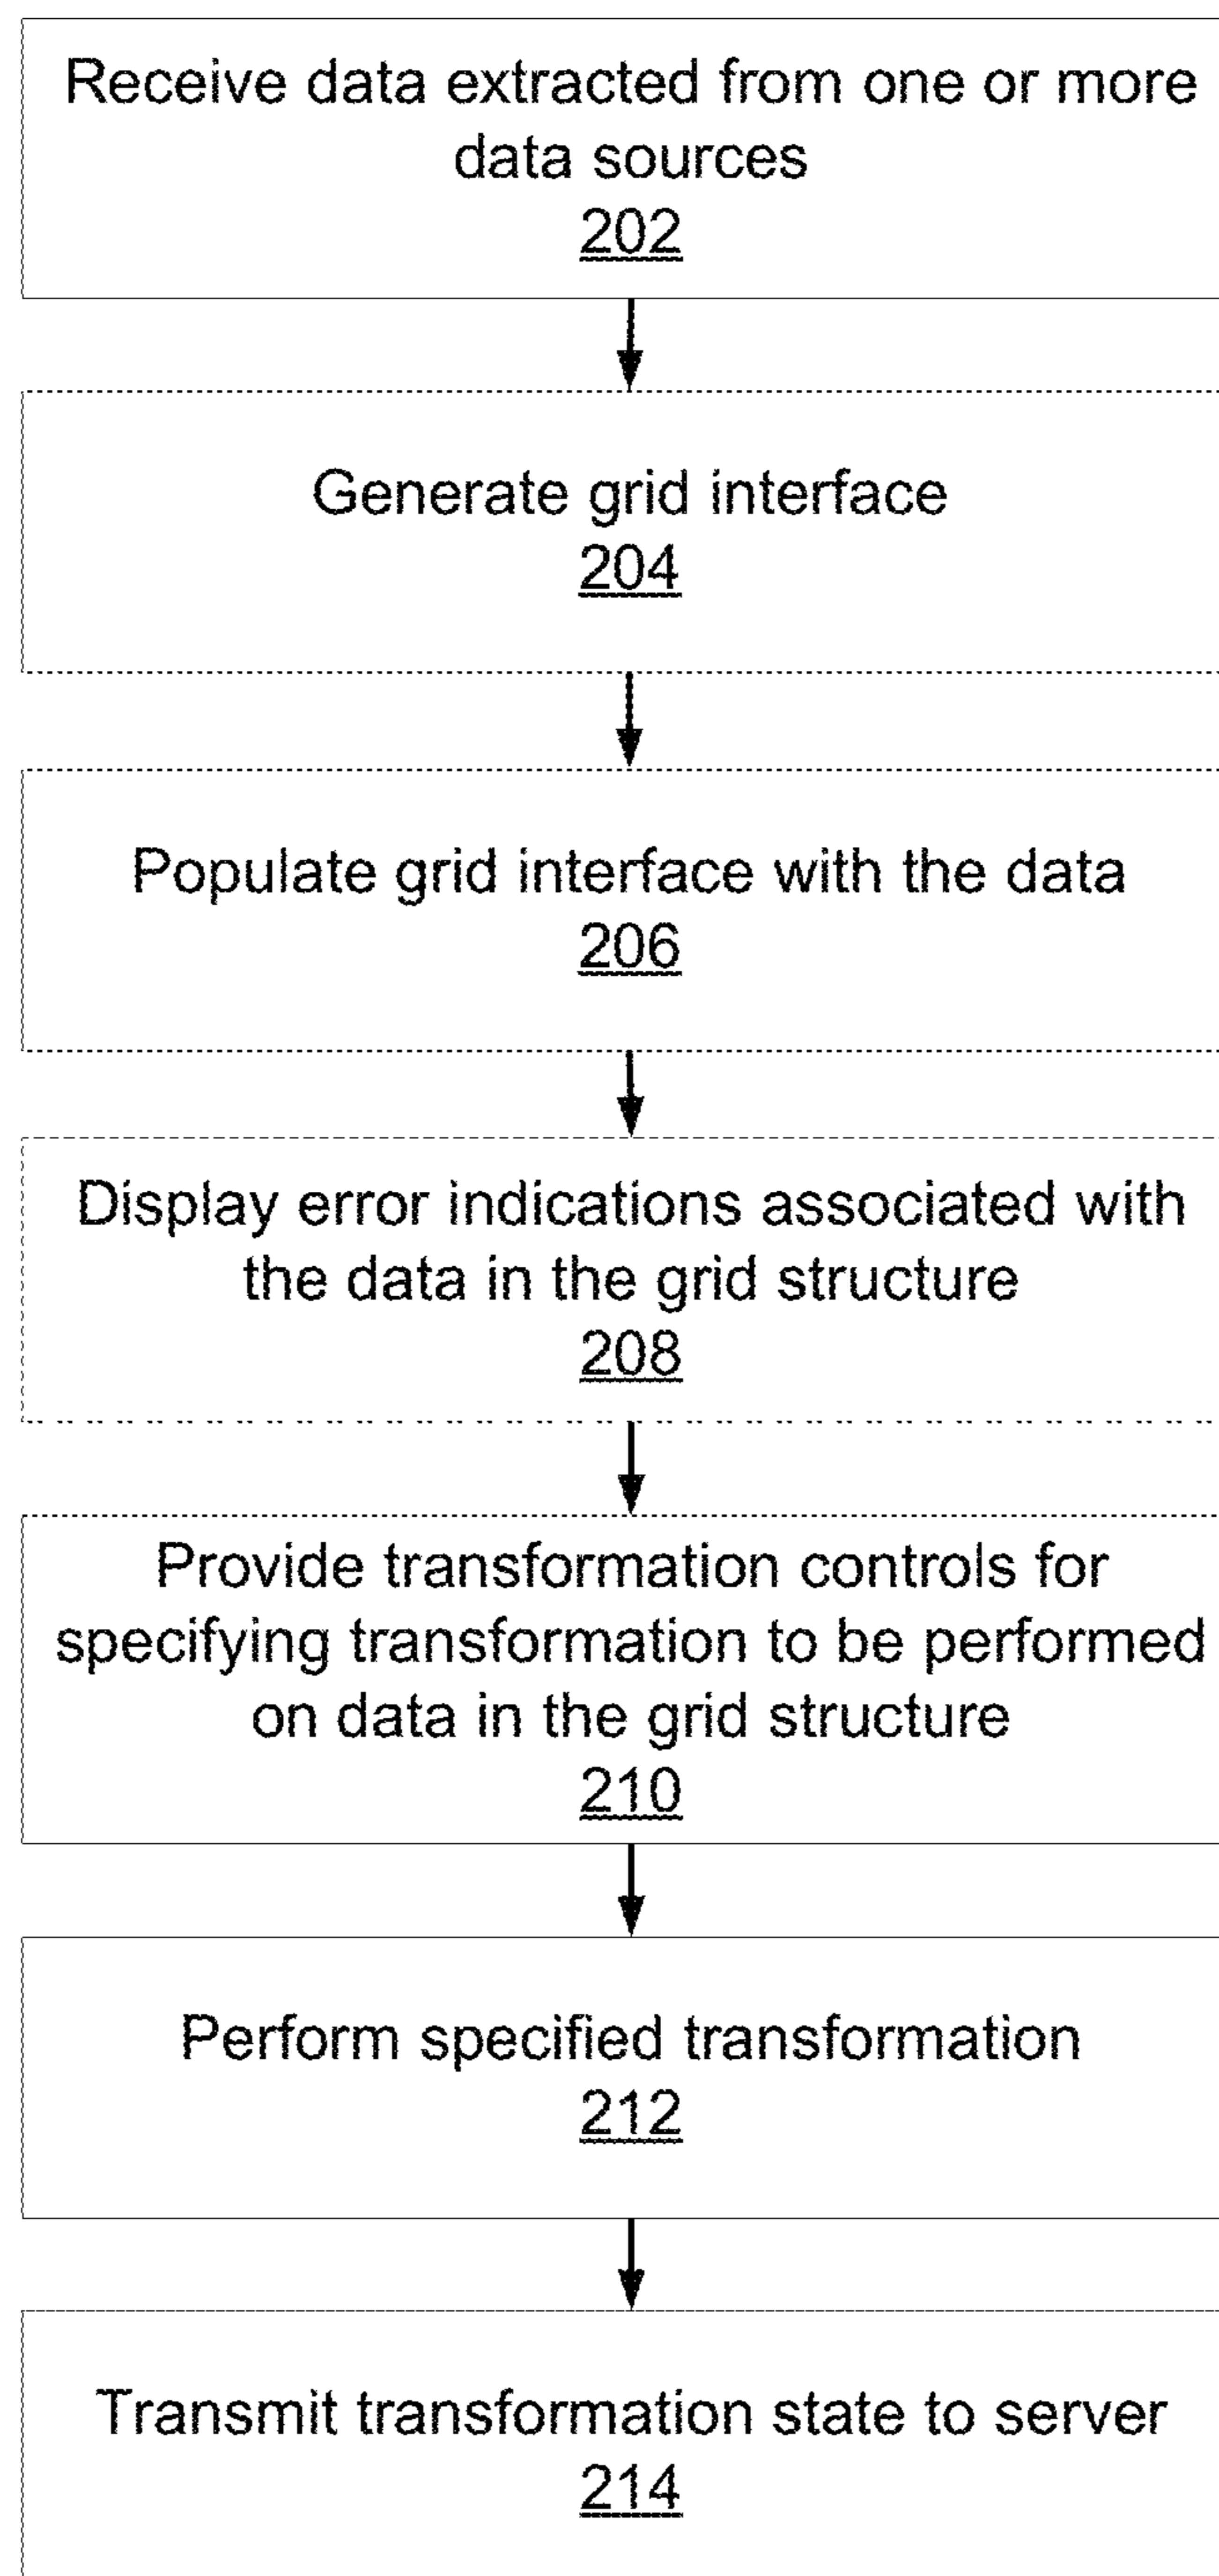 Receive data extracted from one or more
data sources
202
Generate grid interface
204
Populate grid interface with the data
206
Display error indications associated with
the data in the grid structure
208
Provide transformation controls for
specifying transformation to be performed
on data in the grid structure
210
Perform specified transformation
212
Transmit transformation state to server
214